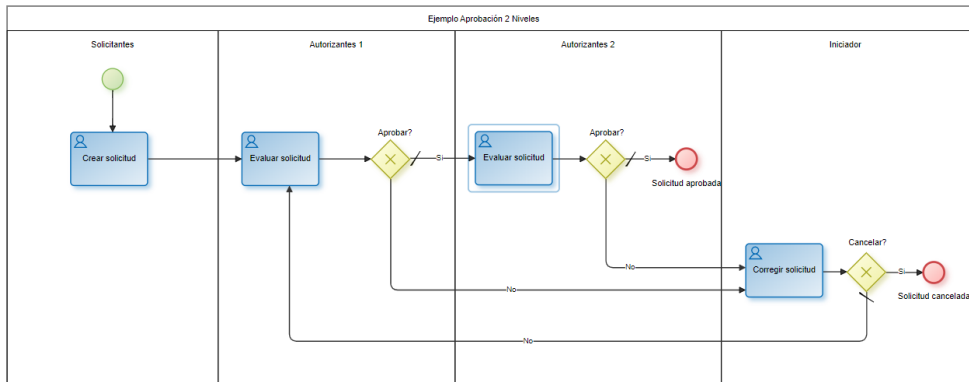 Ejemplo Aprobación 2 Niveles
Solicitantes
Autorizantes 1
Autorizantes 2
Iniciador
Crear solicitud
Evaluar solicitud
Aprobar?
Si
Evaluar solicitud
Aprobar?
Si
Solicitud aprobada
No
No
Corregir solicitud
Cancelar?
Si
Solicitud cancelada
No